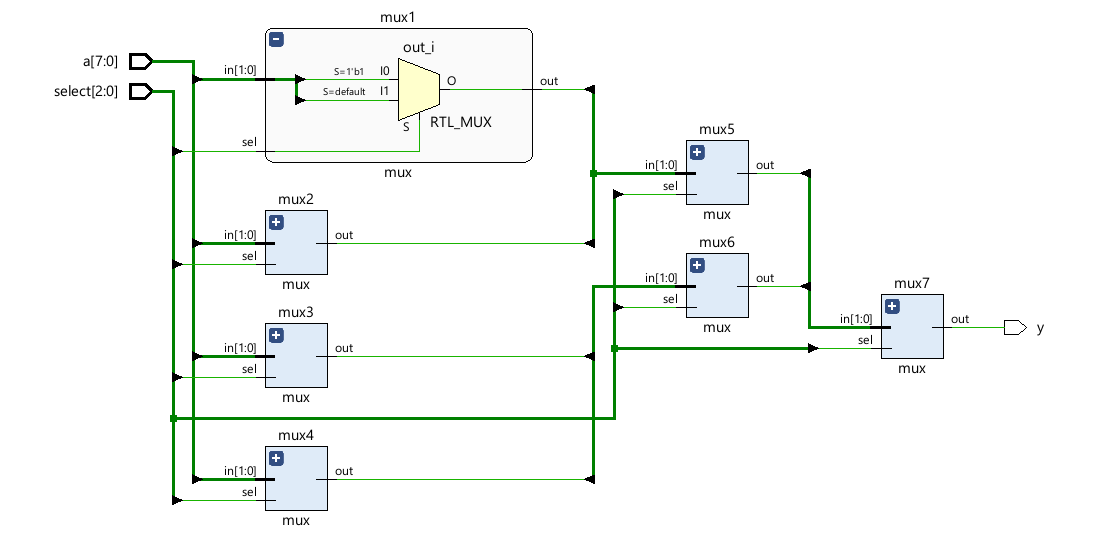 mux1
out_i
a[7:0]
in[1:0]
S=1'b1
I0
O
out
select[2:0]
S=default
I1
S
RTL_MUX
sel
mux
mux5
in[1:0]
out
sel
mux
mux2
in[1:0]
out
sel
mux
mux6
in[1:0]
out
sel
mux
mux3
in[1:0]
out
sel
mux
mux7
in[1:0]
out
y
sel
mux
mux4
in[1:0]
out
sel
mux